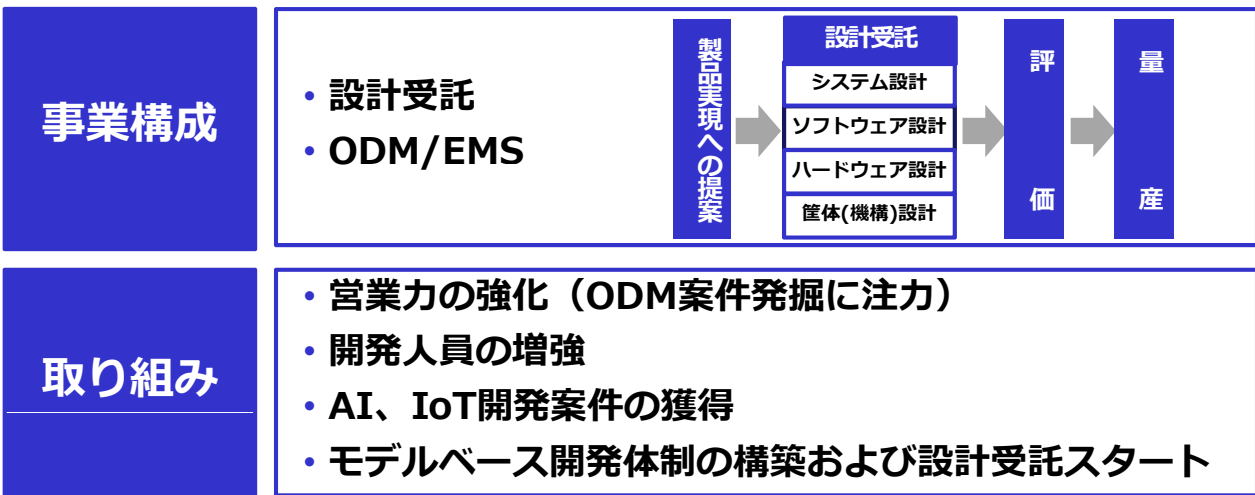 事業構成
・設計受託
・ODM/EMS
製品実現への提案
設計受託
システム設計
ソフトウェア設計
ハードウェア設計
筐体(機構)設計
評価
量産
取り組み
・営業力の強化（ODM案件発掘に注力）
・開発人員の増強
・AI、IoT開発案件の獲得
・モデルベース開発体制の構築および設計受託スタート